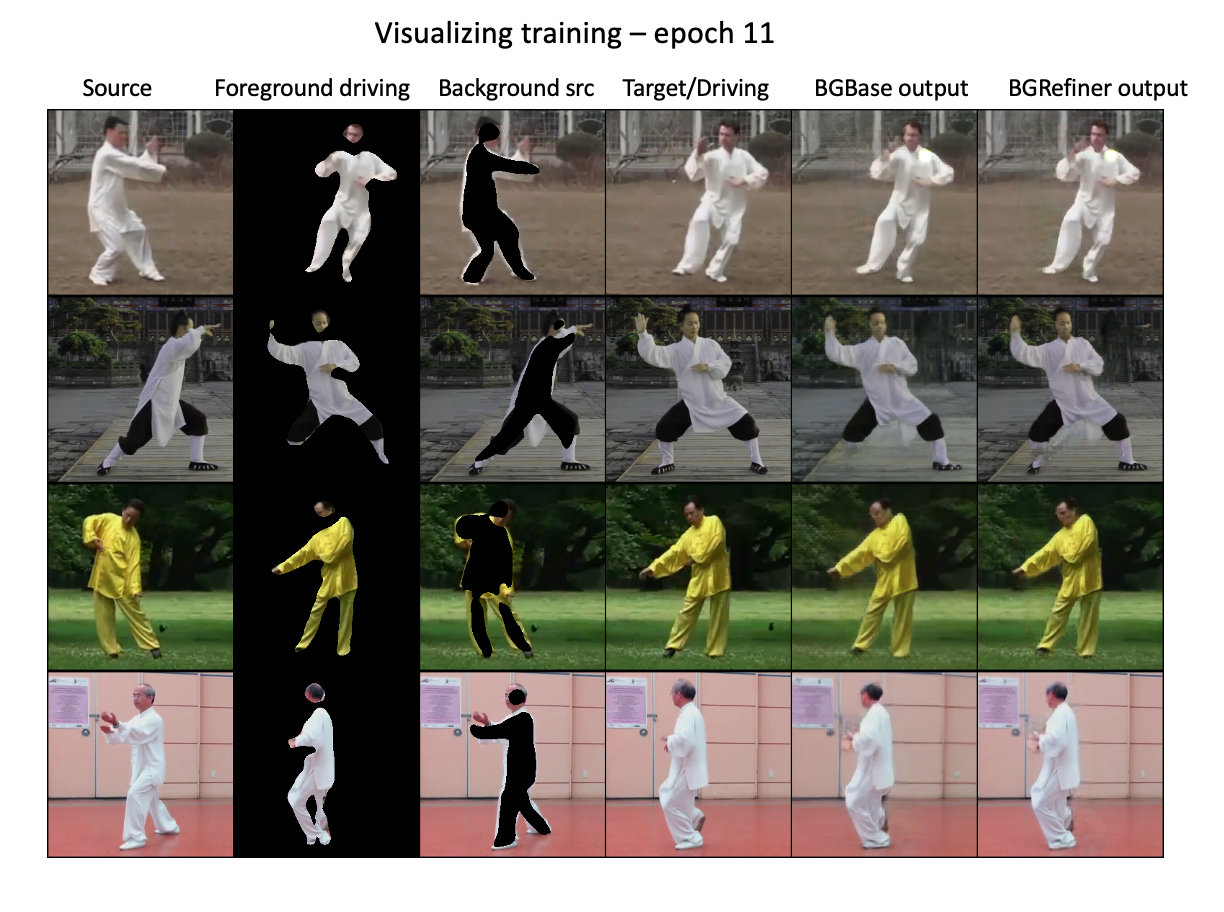 Visualizing training – epoch 11
Source Foreground driving Background src Target/Driving BGBase output BGRefiner output